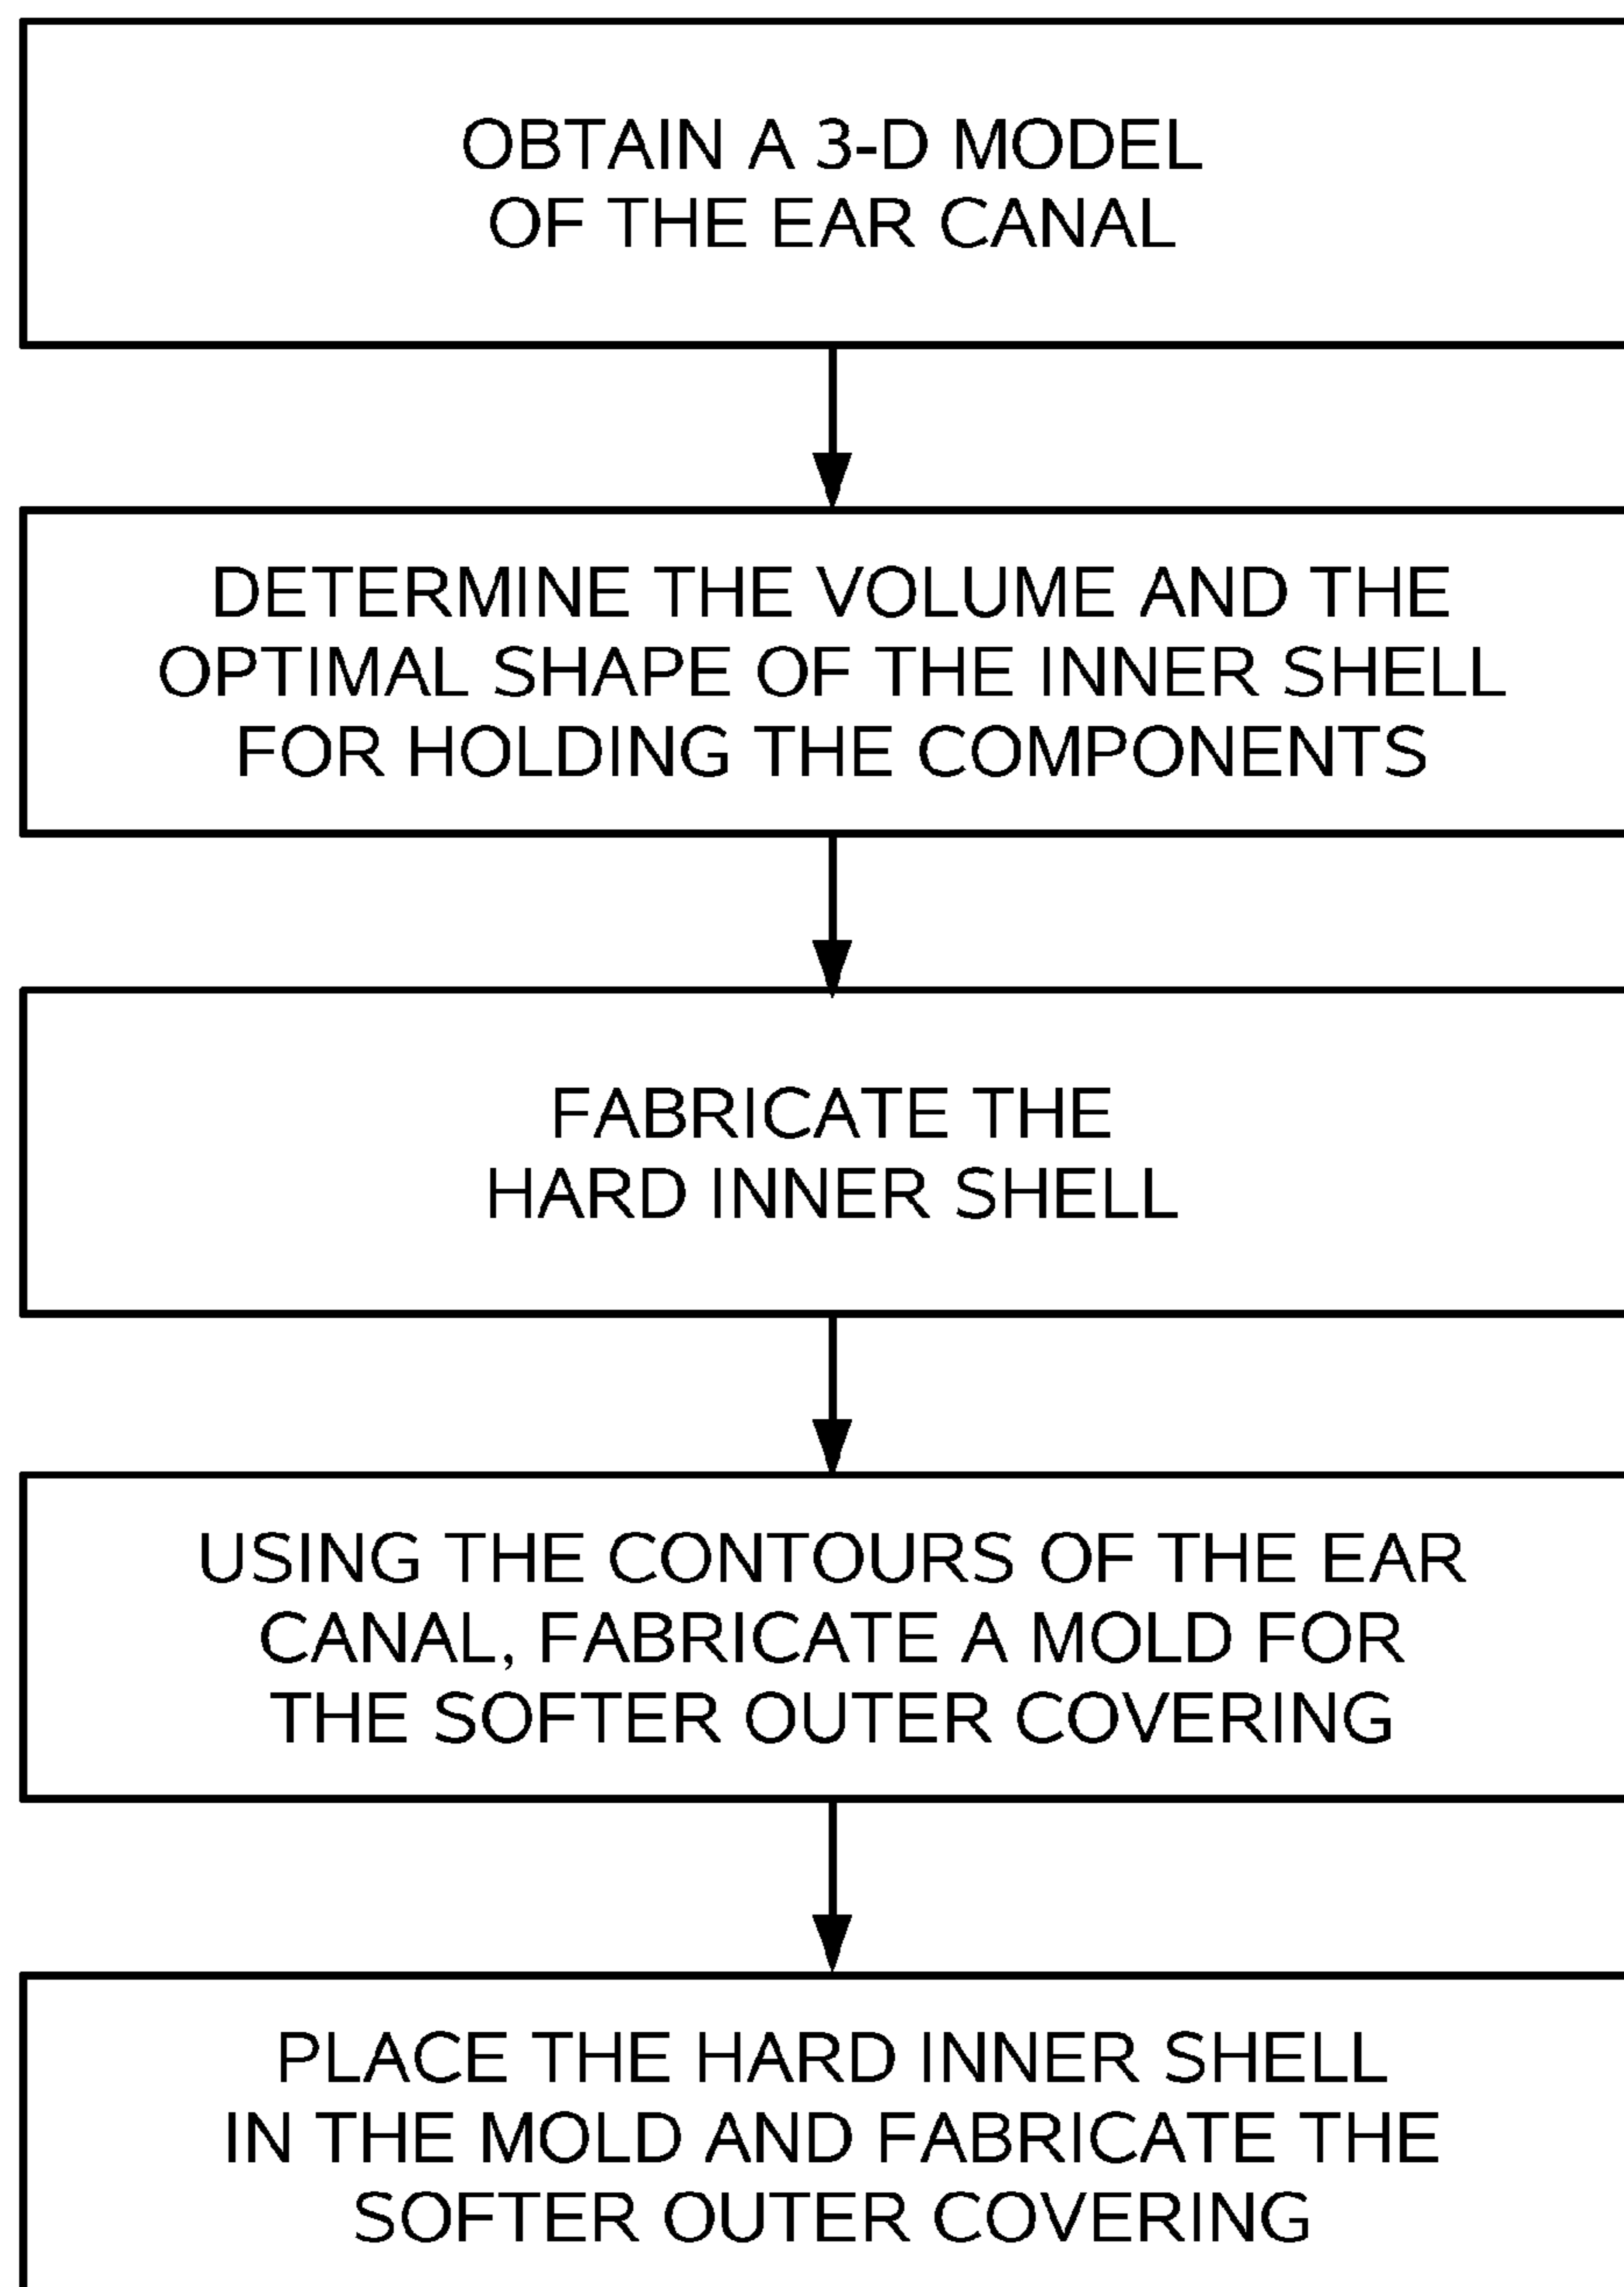 OBTAIN A 3-D MODEL
OF THE EAR CANAL
DETERMINE THE VOLUME AND THE
OPTIMAL SHAPE OF THE INNER SHELL
FOR HOLDING THE COMPONENTS
FABRICATE THE
HARD INNER SHELL
USING THE CONTOURS OF THE EAR
CANAL, FABRICATE A MOLD FOR
THE SOFTER OUTER COVERING
PLACE THE HARD INNER SHELL
IN THE MOLD AND FABRICATE THE
SOFTER OUTER COVERING